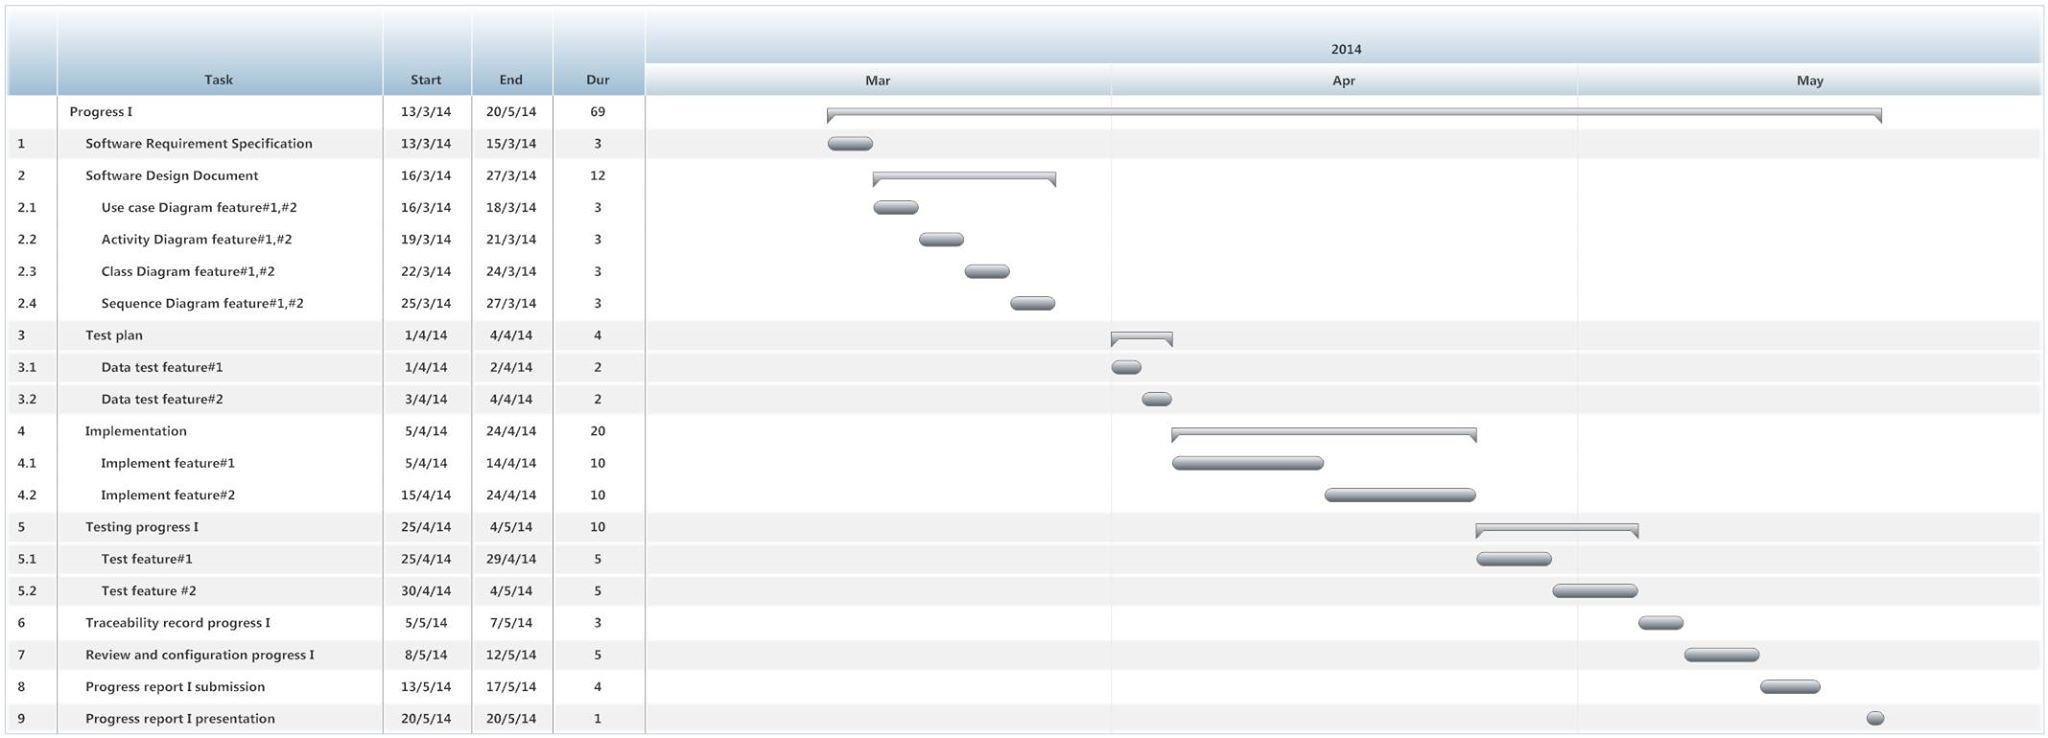 2014
Task Start End Dur Mar Apr May
Progress I 13/3/14 20/5/14 69
1 Software Requirement Specification 13/3/14 15/3/14 3
2 Software Design Document 16/3/14 27/3/14 12
2.1 Use case Diagram feature#1,#2 16/3/14 18/3/14 3
2.2 Activity Diagram feature#1,#2 19/3/14 21/3/14 3
2.3 Class Diagram feature#1,#2 22/3/14 24/3/14 3
2.4 Sequence Diagram feature#1,#2 25/3/14 27/3/14 3
3 Test plan 1/4/14 4/4/14 4
3.1 Data test feature#1 1/4/14 2/4/14 2
3.2 Data test feature#2 3/4/14 4/4/14 2
4 Implementation 5/4/14 24/4/14 20
4.1 Implement feature#1 5/4/14 14/4/14 10
4.2 Implement feature#2 15/4/14 24/4/14 10
5 Testing progress I 25/4/14 4/5/14 10
5.1 Test feature#1 25/4/14 29/4/14 5
5.2 Test feature #2 30/4/14 4/5/14 5
6 Traceability record progress I 5/5/14 7/5/14 3
7 Review and configuration progress I 8/5/14 12/5/14 5
8 Progress report I submission 13/5/14 17/5/14 4
9 Progress report I presentation 20/5/14 20/5/14 1